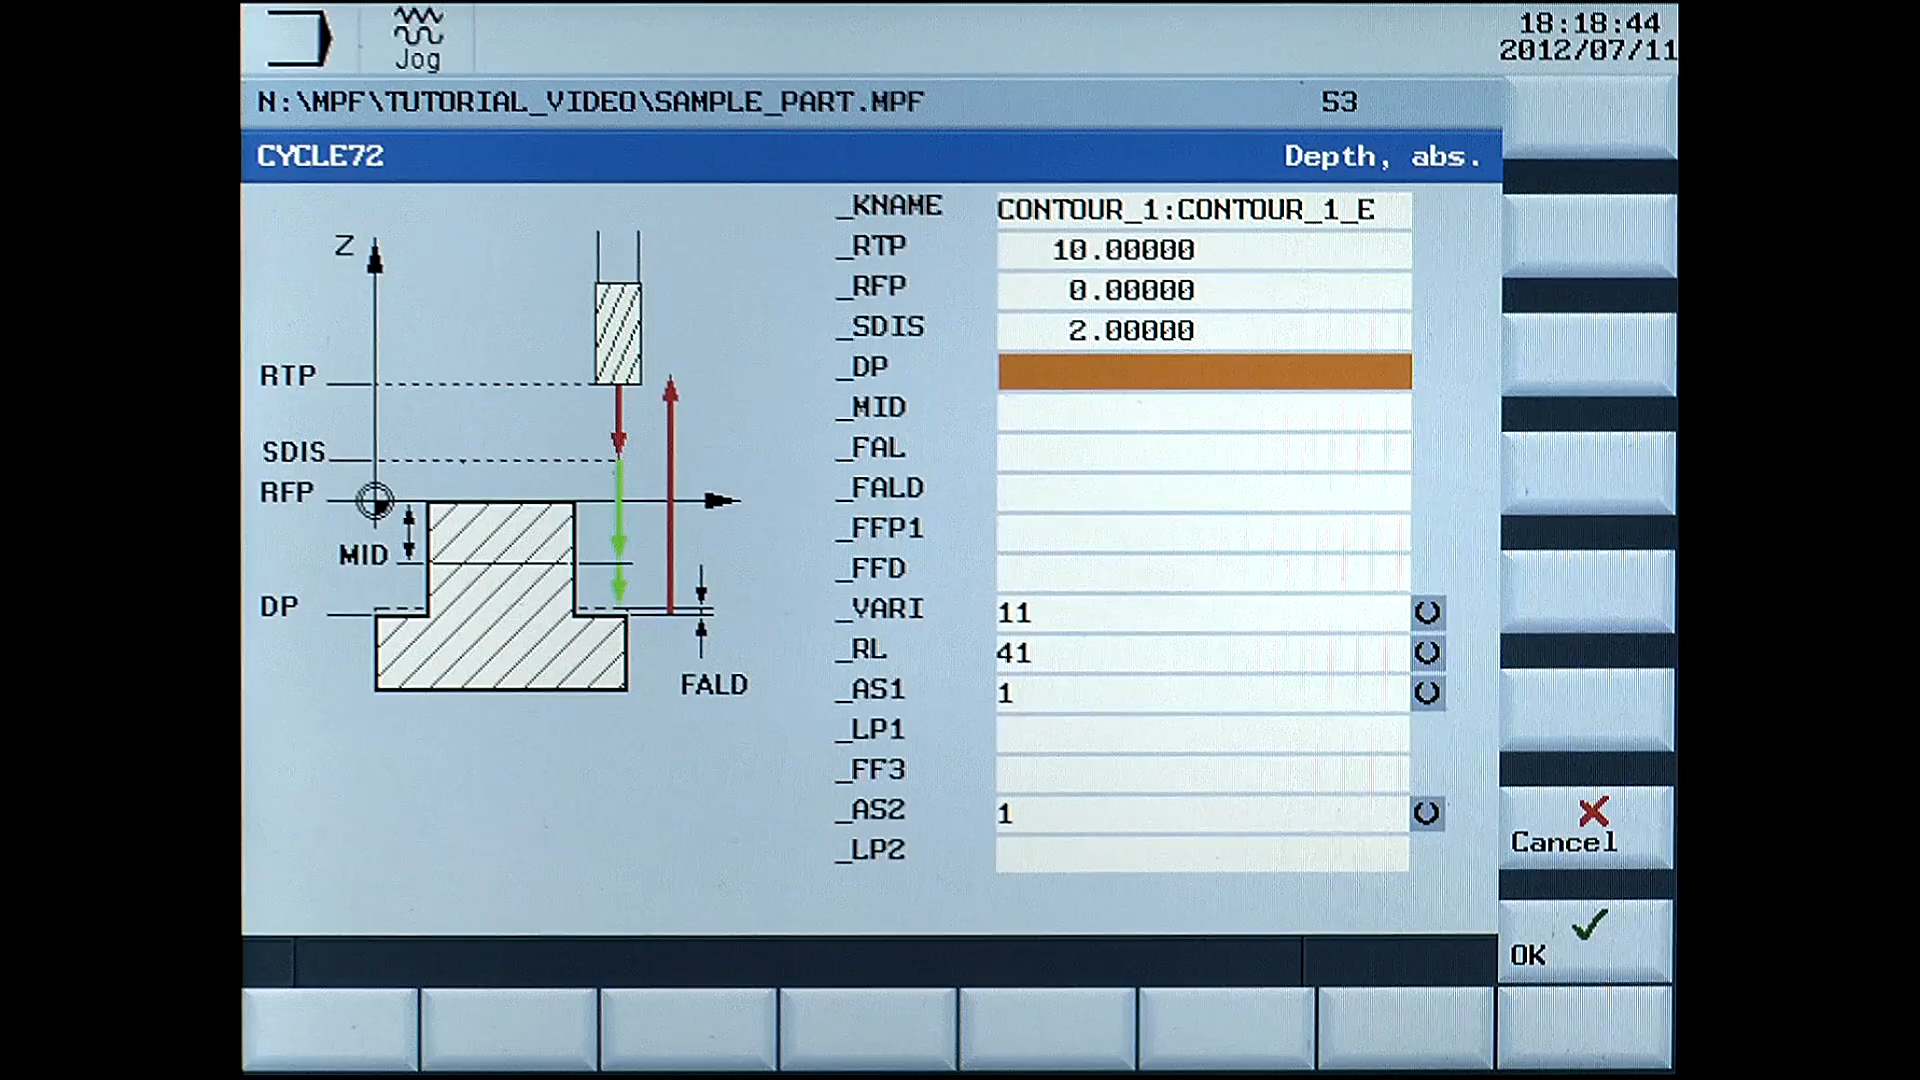 Jog
18:18:44
2012/07/11
N:\MPF\TUTORIAL_VIDEO\SAMPLE_PART.MPF 53
CYCLE72 Depth, abs.
Z
RTP
SDIS
RFP
MID
DP
FALD
_KNAME CONTOUR_1:CONTOUR_1_E
_RTP 10.00000
_RFP 0.00000
_SDIS 2.00000
_DP
_MID
_FAL
_FALD
_FFP1
_FFD
_VARI 11
_RL 41
_AS1 1
_LP1
_FF3
_AS2 1
_LP2
Cancel
OK